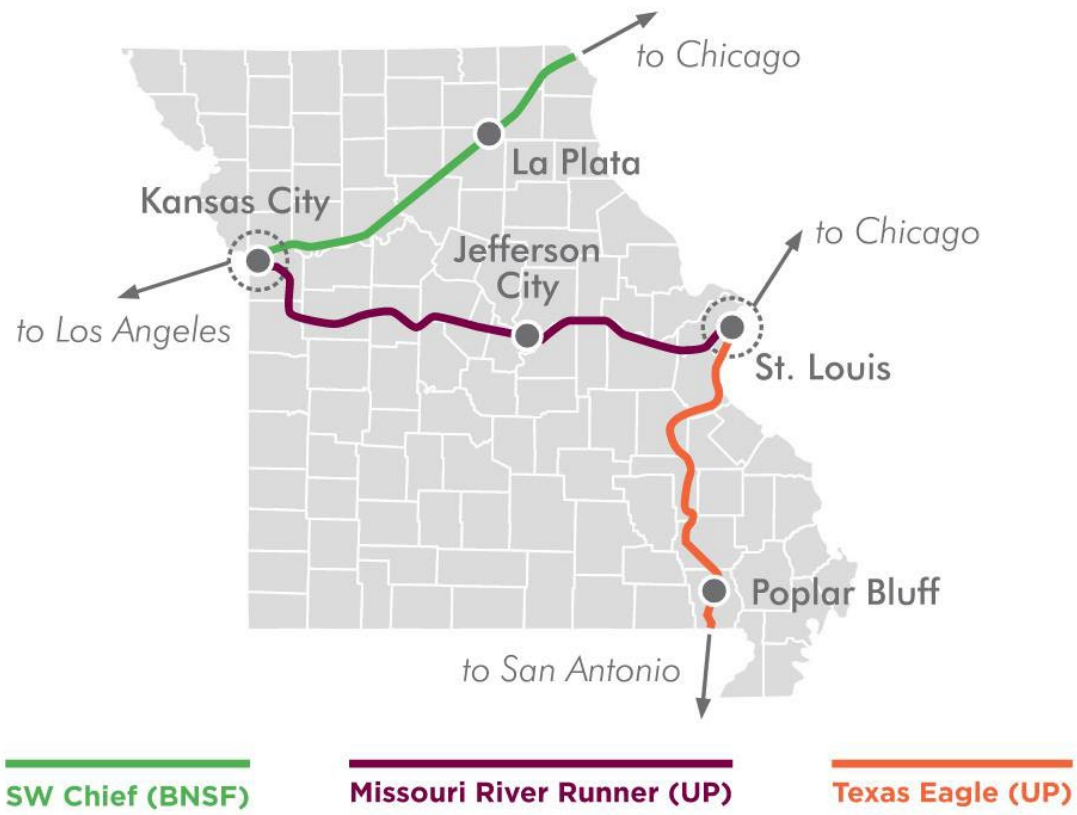 to Chicago
La Plata
Kansas City
to Chicago
Jefferson
City
to Los Angeles
St. Louis
Poplar Bluff
to San Antonio
SW Chief (BNSF)
Missouri River Runner (UP)
Texas Eagle (UP)